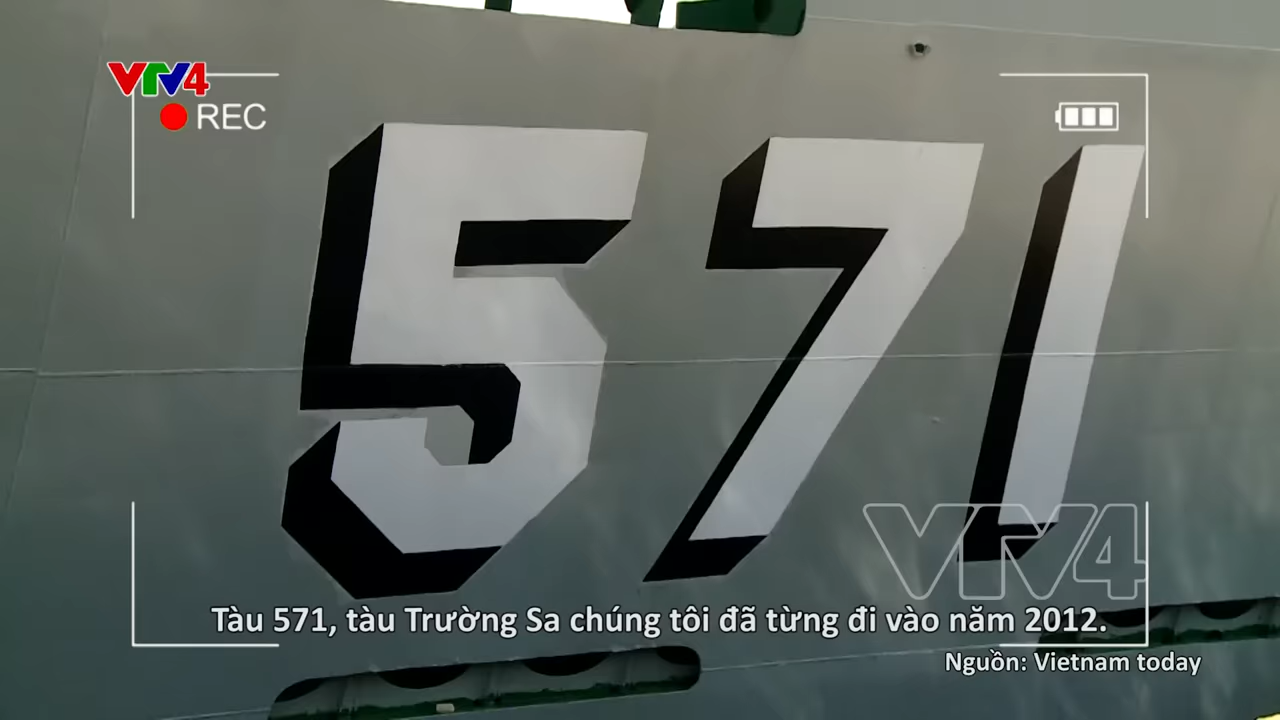 VTV4
REC
571
VTV4
Tàu 571, tàu Trường Sa chúng tôi đã từng đi vào năm 2012.
Nguồn: Vietnam today